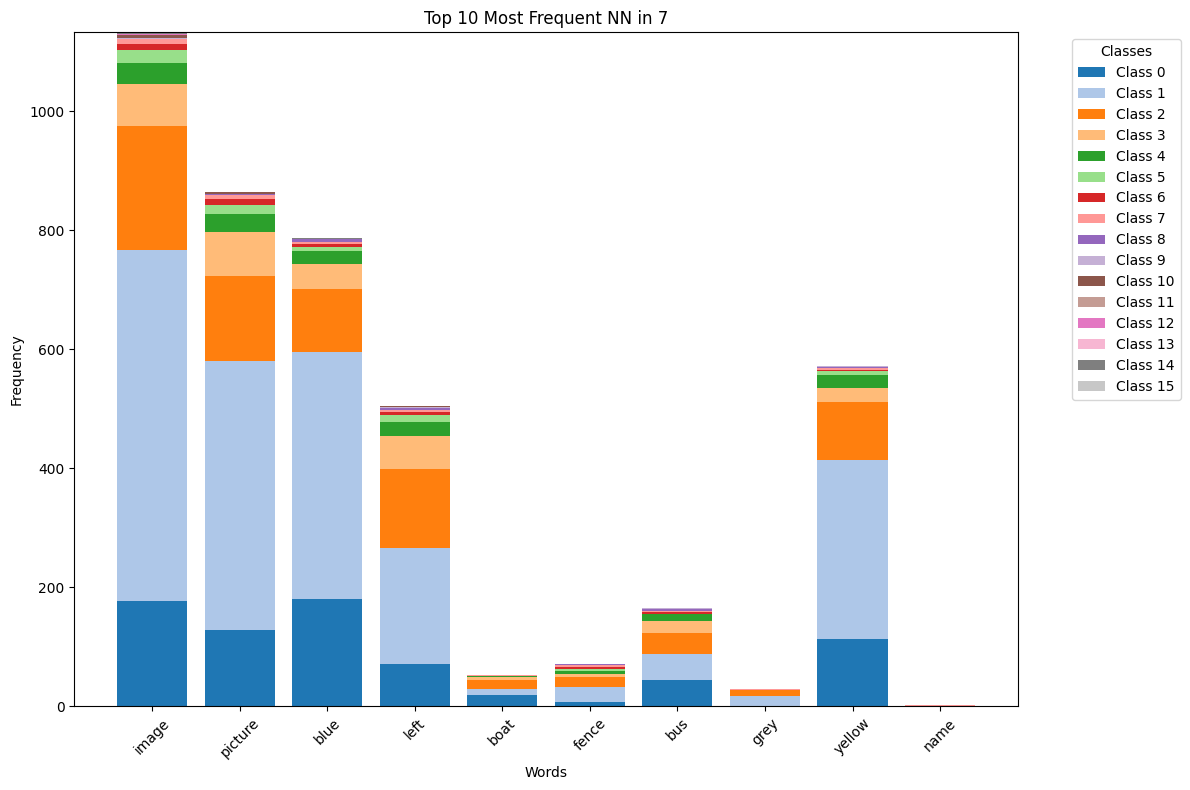 Top 10 Most Frequent NN in 7
Frequency
1000
800
600
400
200
0
image
picture
blue
left
boat
fence
bus
grey
yellow
name
Words
Classes
Class 0
Class 1
Class 2
Class 3
Class 4
Class 5
Class 6
Class 7
Class 8
Class 9
Class 10
Class 11
Class 12
Class 13
Class 14
Class 15